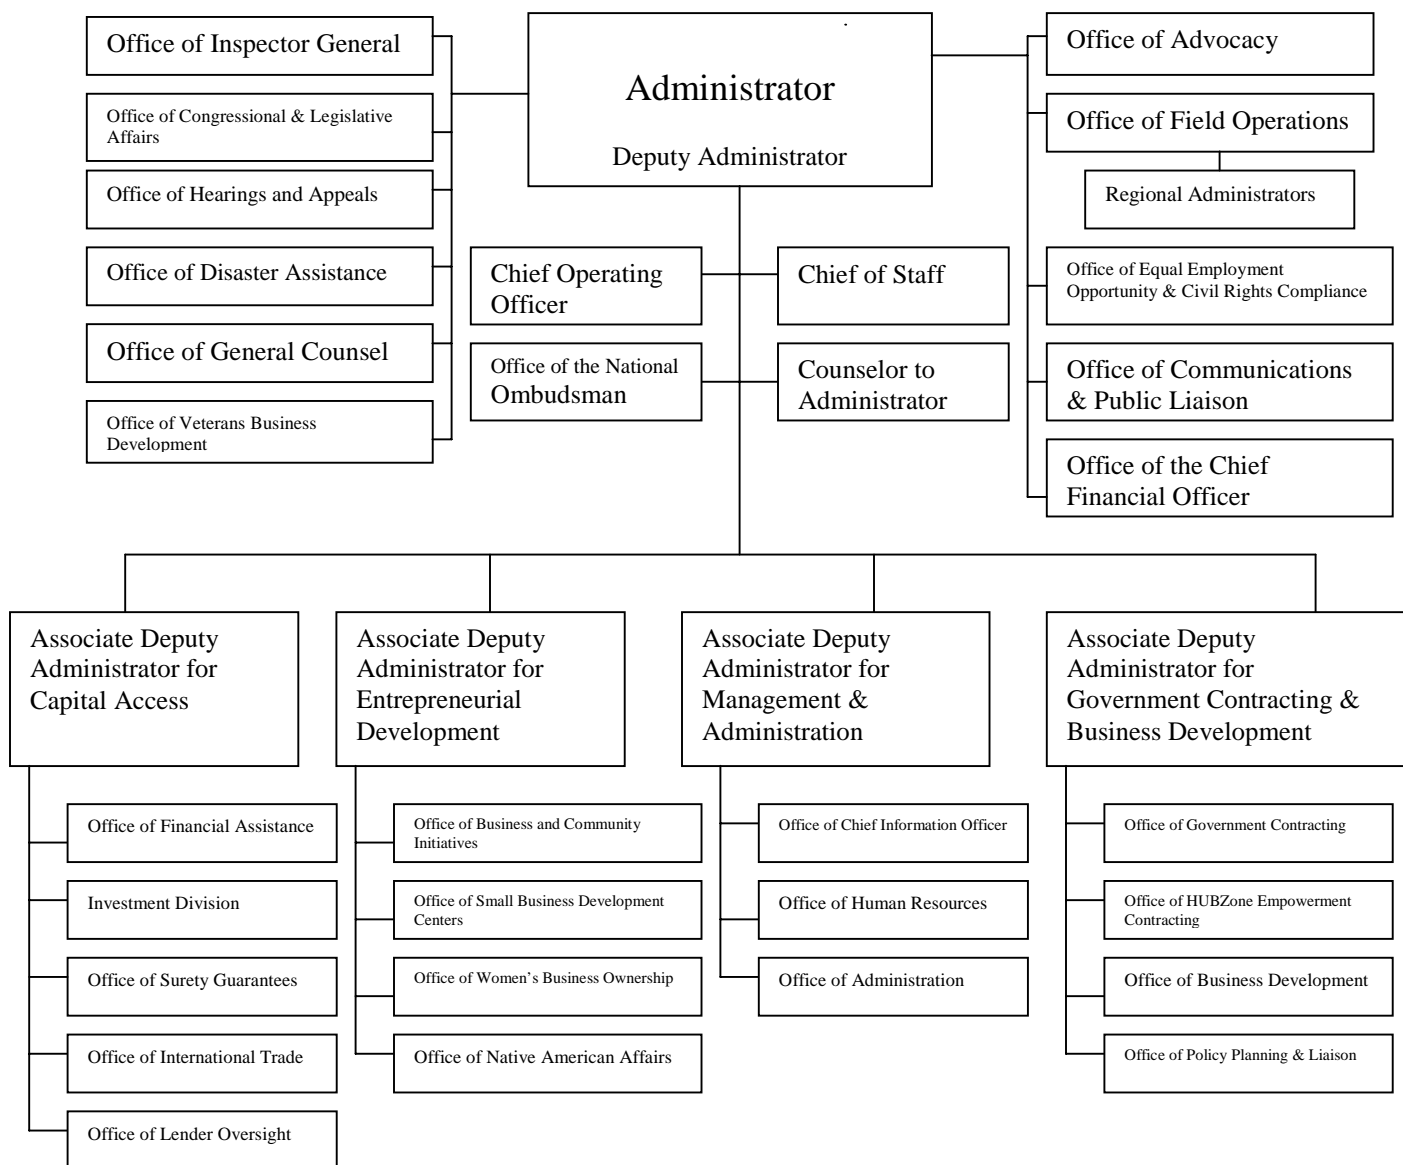 Office of Inspector General
Office of Congressional & Legislative
Affairs
Office of Hearings and Appeals
Office of Disaster Assistance
Office of General Counsel
Office of Veterans Business
Development
Administrator
Deputy Administrator
Chief Operating
Officer
Chief of Staff
Office of the National
Ombudsman
Counselor to
Administrator
Office of Advocacy
Office of Field Operations
Regional Administrators
Office of Equal Employment
Opportunity & Civil Rights Compliance
Office of Communications
& Public Liaison
Office of the Chief
Financial Officer
Associate Deputy
Administrator for
Capital Access
Office of Financial Assistance
Investment Division
Office of Surety Guarantees
Office of International Trade
Office of Lender Oversight
Associate Deputy
Administrator for
Entrepreneurial
Development
Office of Business and Community
Initiatives
Office of Small Business Development
Centers
Office of Women’s Business Ownership
Office of Native American Affairs
Associate Deputy
Administrator for
Management &
Administration
Office of Chief Information Officer
Office of Human Resources
Office of Administration
Associate Deputy
Administrator for
Government Contracting &
Business Development
Office of Government Contracting
Office of HUBZone Empowerment
Contracting
Office of Business Development
Office of Policy Planning & Liaison